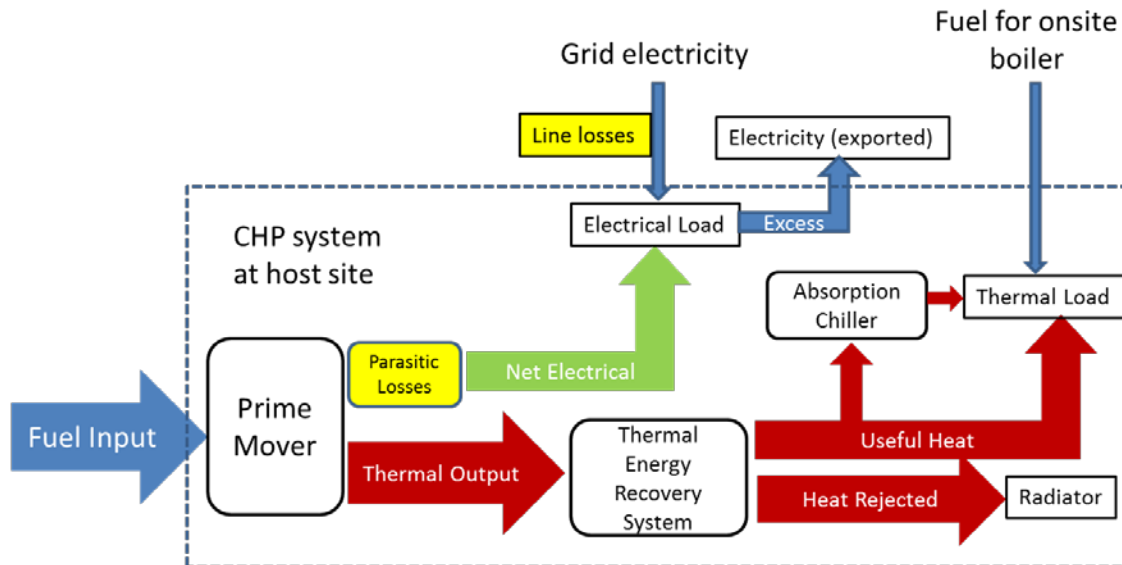 Grid electricity
Fuel for onsite
boiler
Line losses
Electricity (exported)
Electrical Load
Excess
CHP system
at host site
Absorption
Chiller
Thermal Load
Parasitic
Losses
Net Electrical
Prime
Mover
Fuel Input
Thermal Output
Thermal
Energy
Recovery
System
Useful Heat
Heat Rejected
Radiator